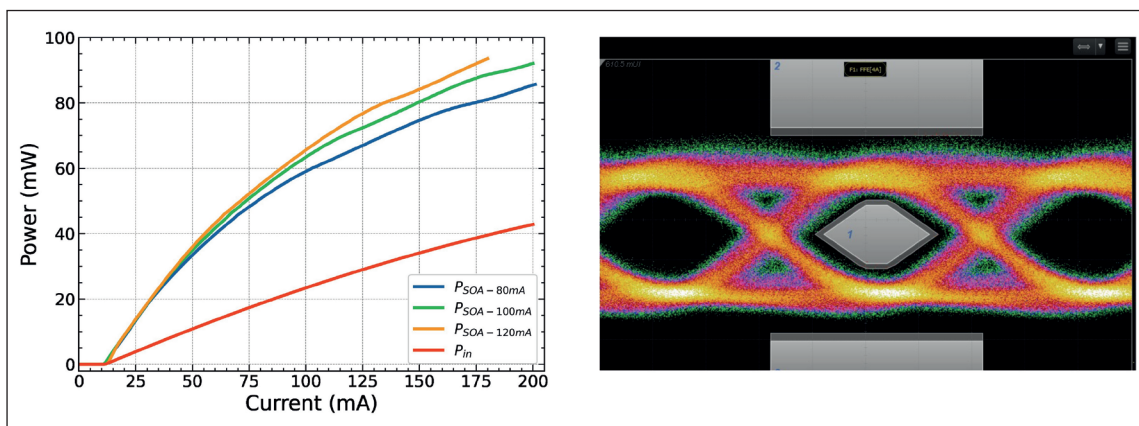 100
80
60
40
20
0
Power (mW)
0 25 50 75 100 125 150 175 200
Current (mA)
P_SOA−80mA
P_SOA−100mA
P_SOA−120mA
P_in
2
F1: FFE[4A]
1